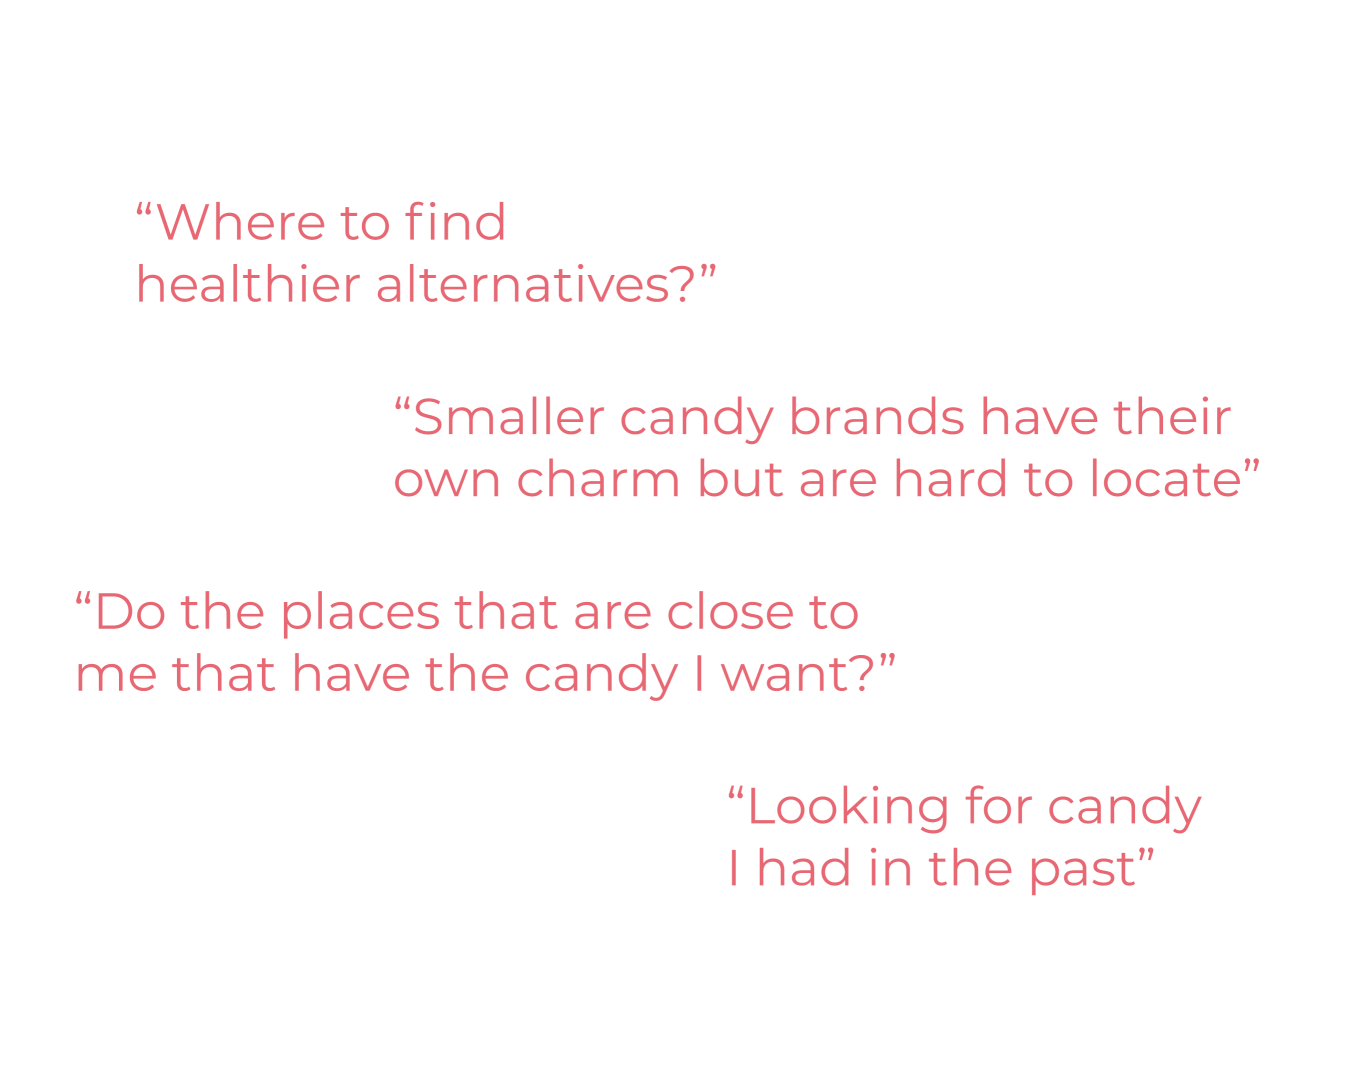 “Where to find
healthier alternatives?”
“Smaller candy brands have their
own charm but are hard to locate”
“Do the places that are close to
me that have the candy I want?”
“Looking for candy
I had in the past”